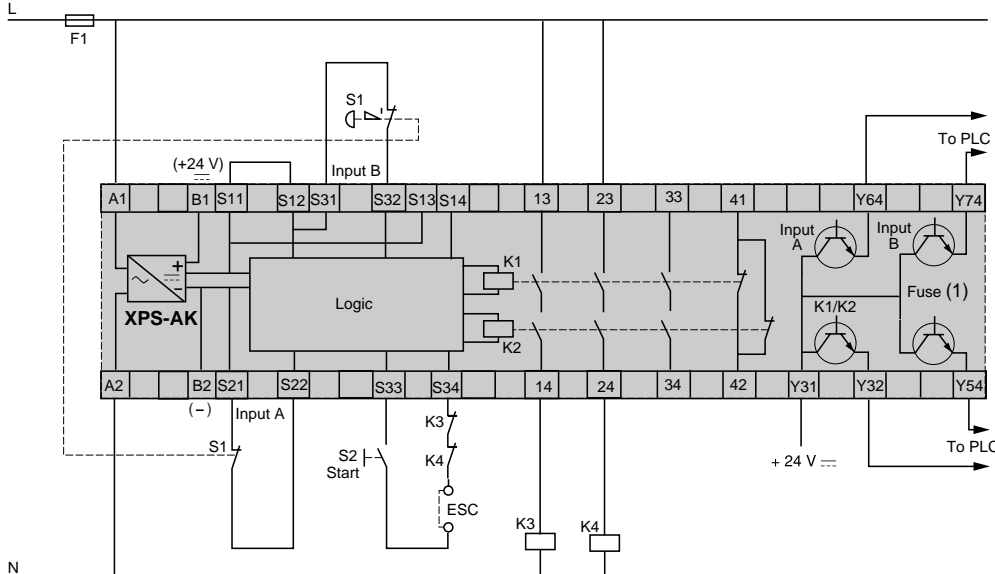 L
F1
S1
To PLC
(+24 V)
Input B
A1 B1 S11 S12 S31 S32 S13 S14 13 23 33 41 Y64 Y74
Input A
Input B
+
~
–
K1
Logic
XPS-AK
K1/K2
Fuse (1)
K2
A2 B2 S21 S22 S33 S34 14 24 34 42 Y31 Y32 Y54
(–)
Input A
K3
S1
S2
Start
K4
To PLC
+ 24 V
ESC
K3
K4
N